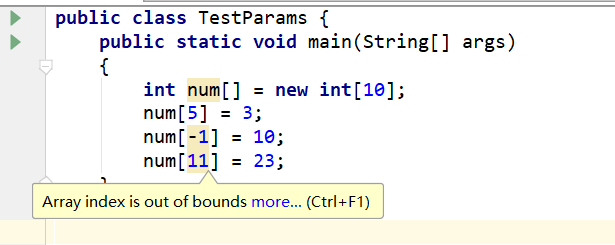 public class TestParams {
public static void main(String[] args)
{
int num[] = new int[10];
num[5] = 3;
num[-1] = 10;
num[11] = 23;
Array index is out of bounds more... (Ctrl+F1)